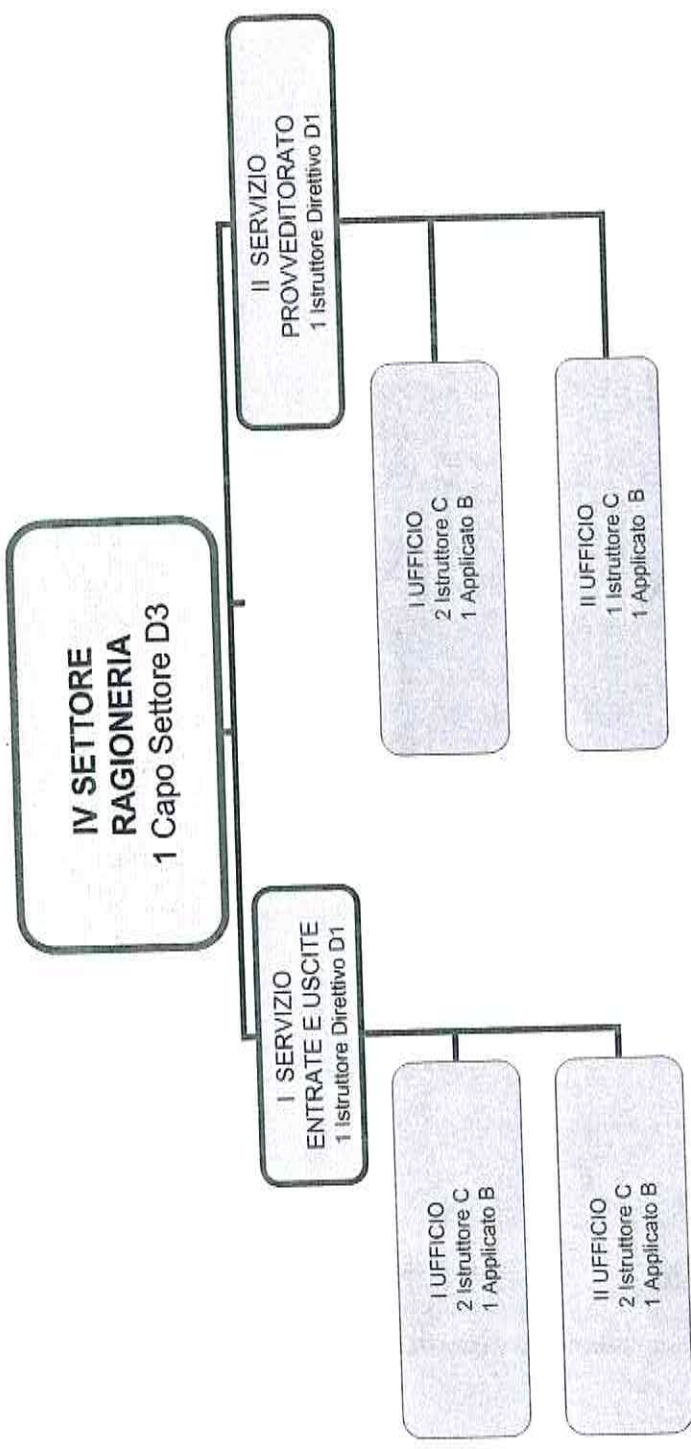 IV SETTORE
RAGIONERIA
1 Capo Settore D3
I SERVIZIO
ENTRATE E USCITE
1 Istruttore Direttivo D1
I UFFICIO
2 Istruttore C
1 Applicato B
II UFFICIO
2 Istruttore C
1 Applicato B
II SERVIZIO
PROVVEDITORATO
1 Istruttore Direttivo D1
I UFFICIO
2 Istruttore C
1 Applicato B
II UFFICIO
1 Istruttore C
1 Applicato B